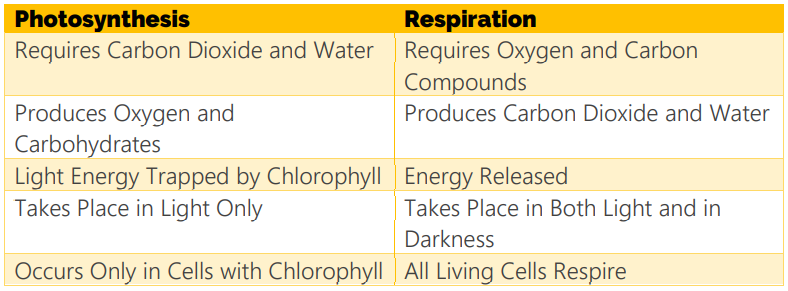 Photosynthesis
Respiration
Requires Carbon Dioxide and Water
Requires Oxygen and Carbon
Compounds
Produces Oxygen and
Carbohydrates
Produces Carbon Dioxide and Water
Light Energy Trapped by Chlorophyll
Energy Released
Takes Place in Light Only
Takes Place in Both Light and in
Darkness
Occurs Only in Cells with Chlorophyll
All Living Cells Respire